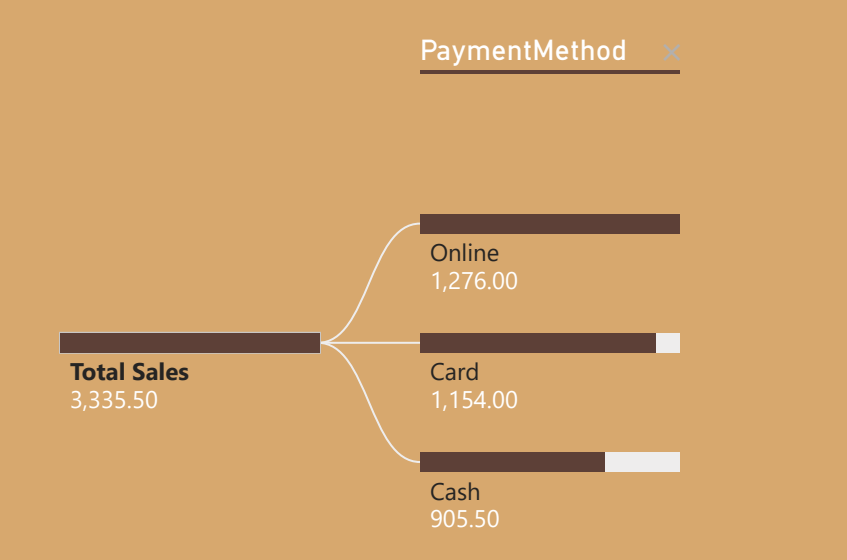 PaymentMethod
Online
1,276.00
Total Sales
3,335.50
Card
1,154.00
Cash
905.50